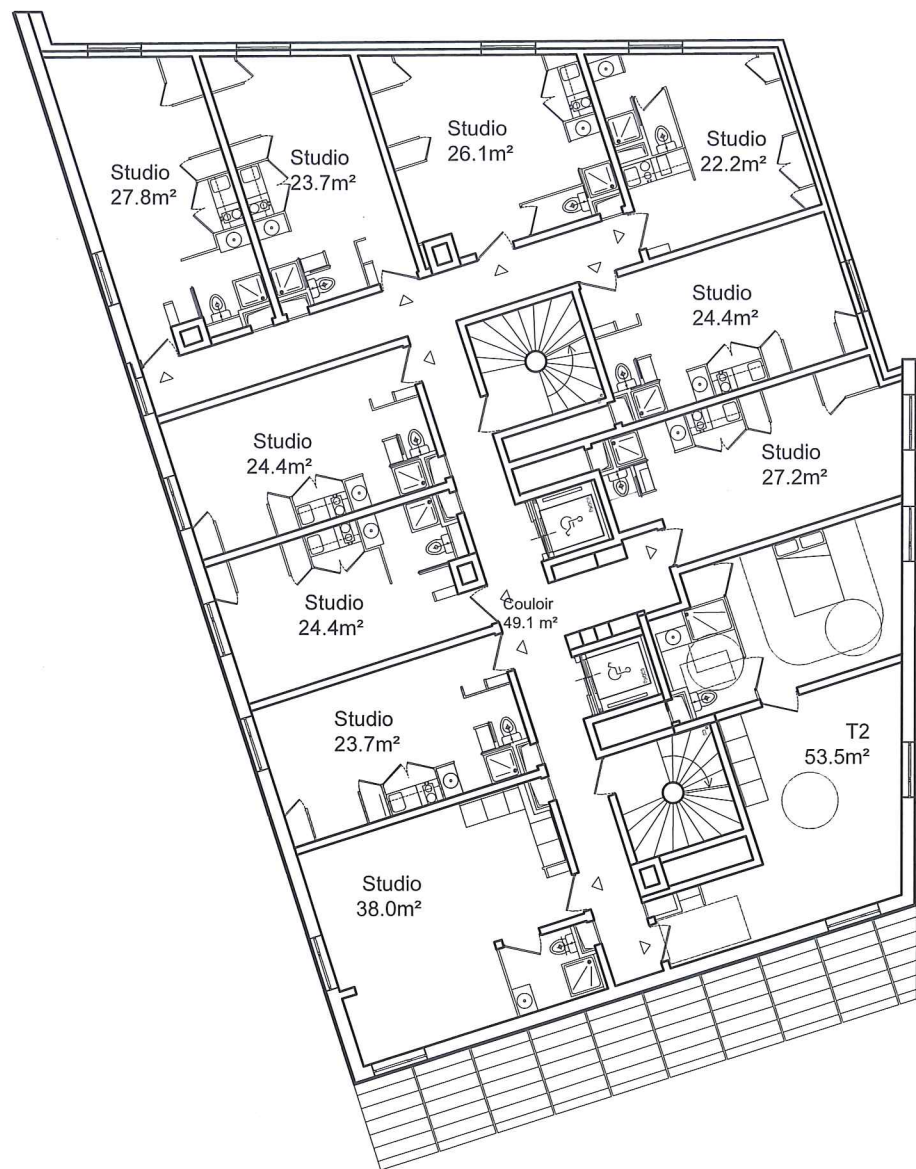 Studio
27.8m²
Studio
23.7m²
Studio
26.1m²
Studio
22.2m²
Studio
24.4m²
Studio
24.4m²
Studio
27.2m²
Studio
24.4m²
Couloir
49.1 m²
Studio
23.7m²
T2
53.5m²
Studio
38.0m²